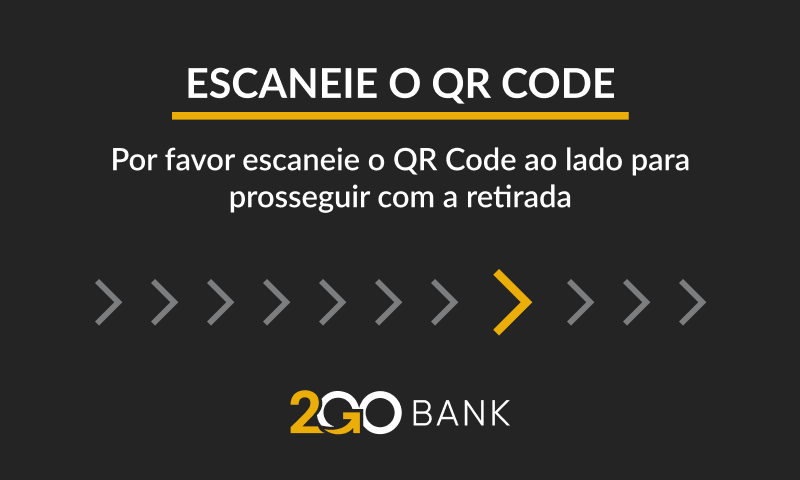 ESCANEIE O QR CODE
Por favor escaneie o QR Code ao lado para
prosseguir com a retirada
2GO BANK